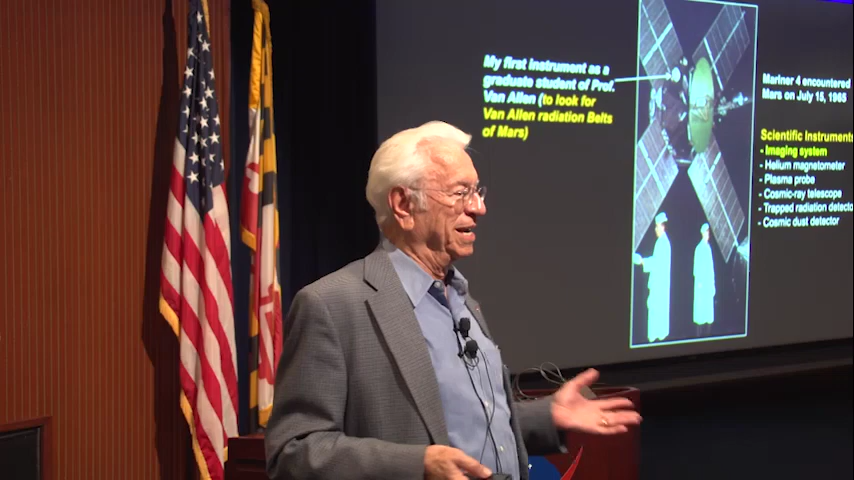 My first Instrument as a
graduate student of Prof.
Van Allen (to look for
Van Allen radiation Belts
of Mars)
Mariner 4 encountered
Mars on July 15, 1965
Scientific Instruments
- Imaging system
- Helium magnetometer
- Plasma probe
- Cosmic-ray telescope
- Trapped radiation detecto
- Cosmic dust detector